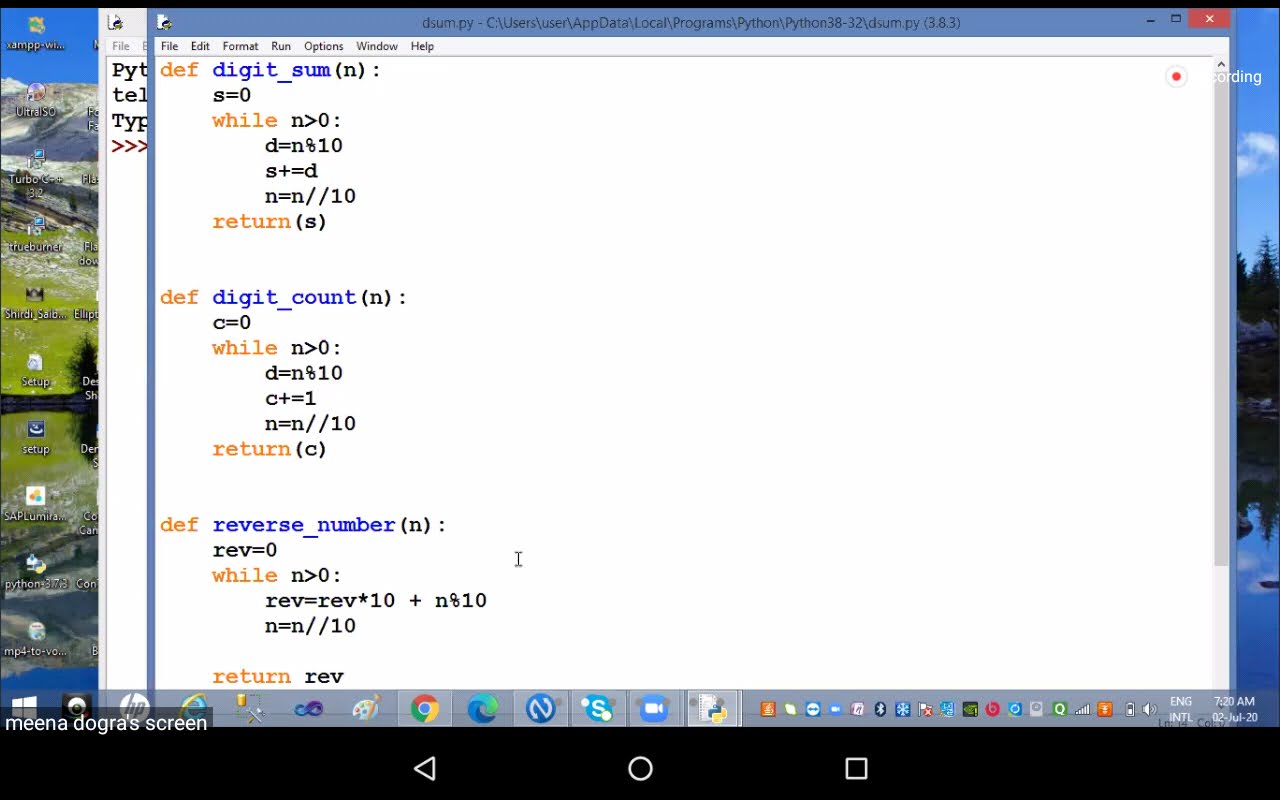 dsum.py - C:\Users\user\AppData\Local\Programs\Python\Python38-32\dsum.py (3.8.3)
File Edit Format Run Options Window Help
File
Pyt
tel
Typ
>>>
def digit_sum(n):
    s=0
    while n>0:
        d=n%10
        s+=d
        n=n//10
    return(s)
def digit_count(n):
    c=0
    while n>0:
        d=n%10
        c+=1
        n=n//10
    return(c)
def reverse_number(n):
    rev=0
    while n>0:
        rev=rev*10 + n%10
        n=n//10
    return rev
ording
xampp-wi...
UltraISO
Turbo C++
3.2
trueburner
Shirdi_Saib...
Ellipt
Setup
setup
SAPLumira...
python-3.7.3
mp4-to-vo...
meena dogra's screen
ENG
INTL
7:20 AM
02-Jul-20